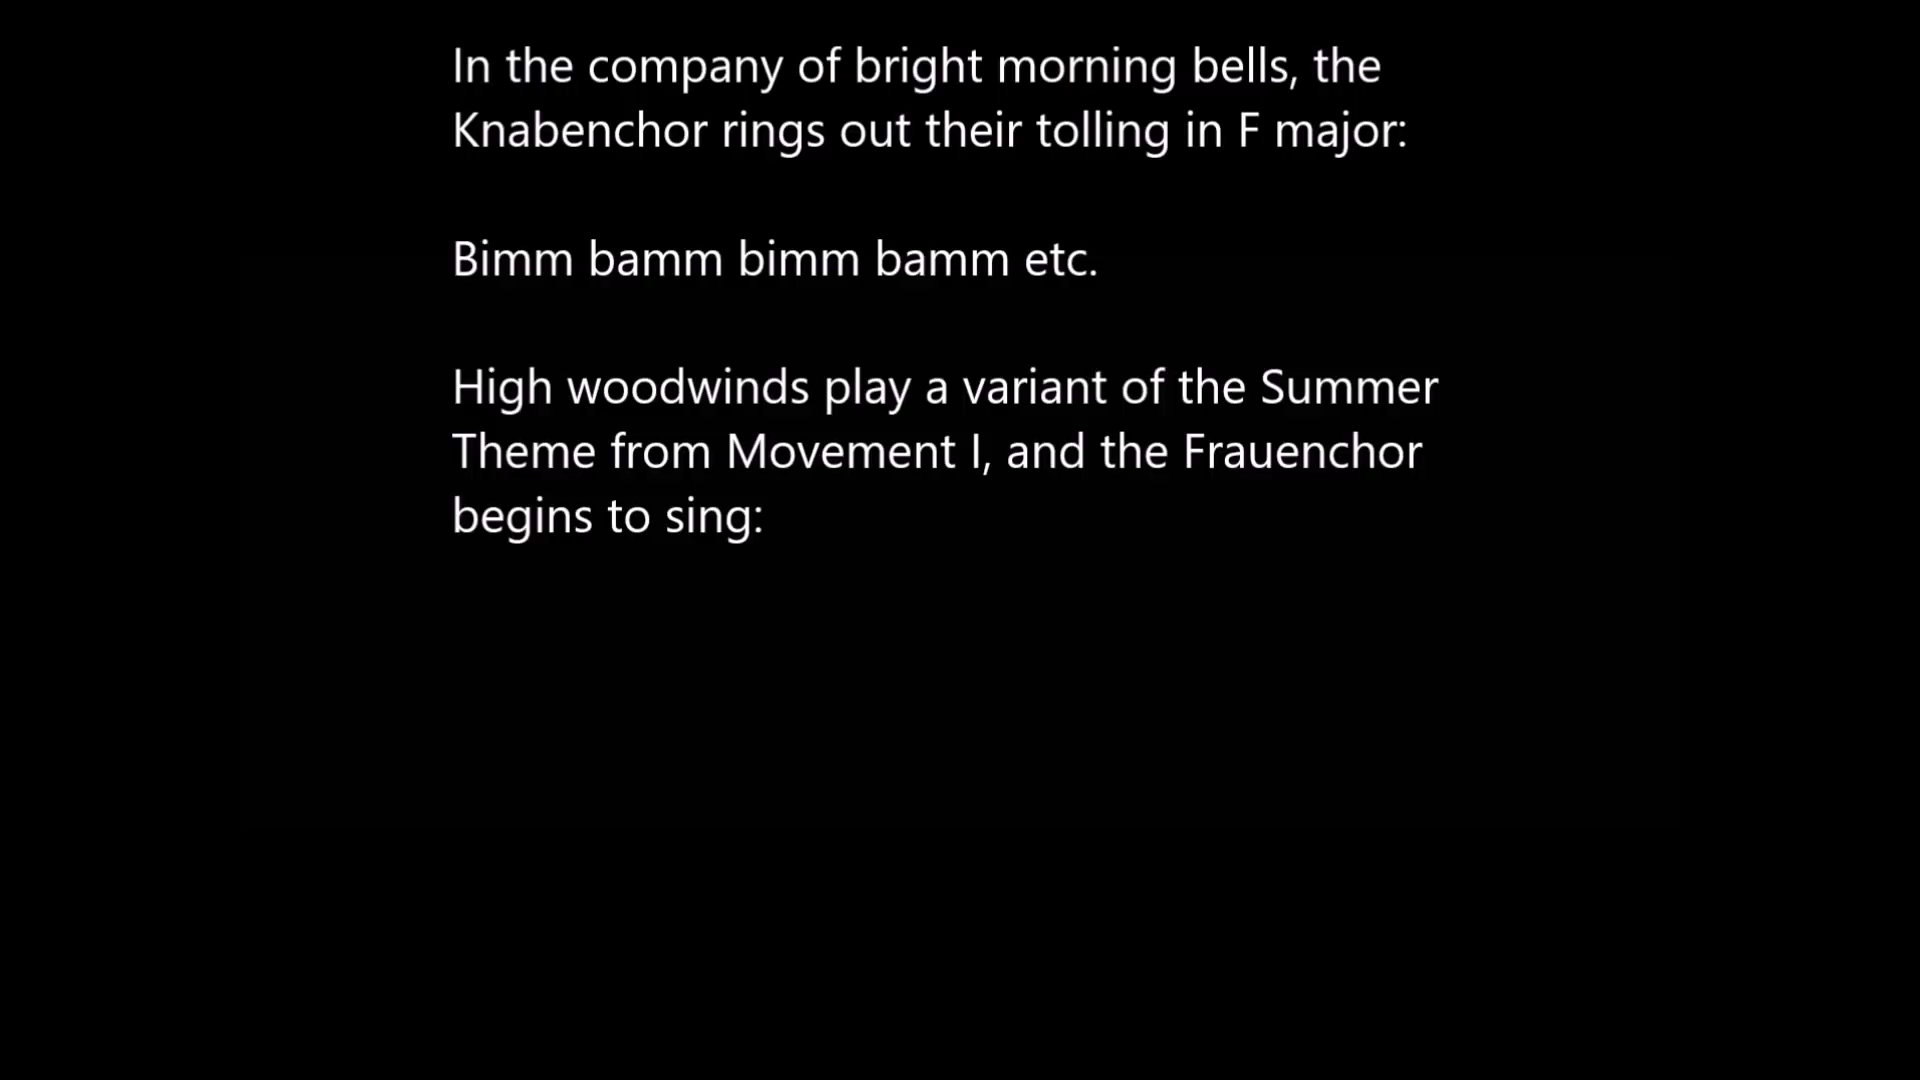 In the company of bright morning bells, the
Knabenchor rings out their tolling in F major:
Bimm bamm bimm bamm etc.
High woodwinds play a variant of the Summer
Theme from Movement I, and the Frauenchor
begins to sing: